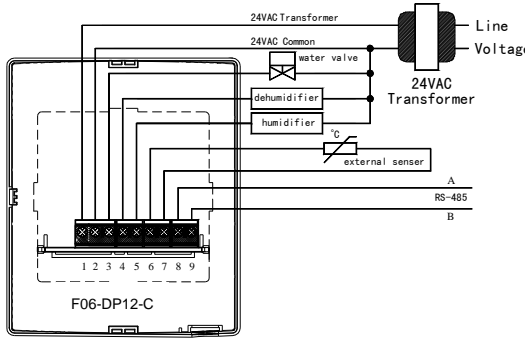 24VAC Transformer
Line
24VAC Common
Voltage
water valve
24VAC
Transformer
dehumidifier
humidifier
°C
external senser
A
RS-485
B
1 2 3 4 5 6 7 8 9
F06-DP12-C